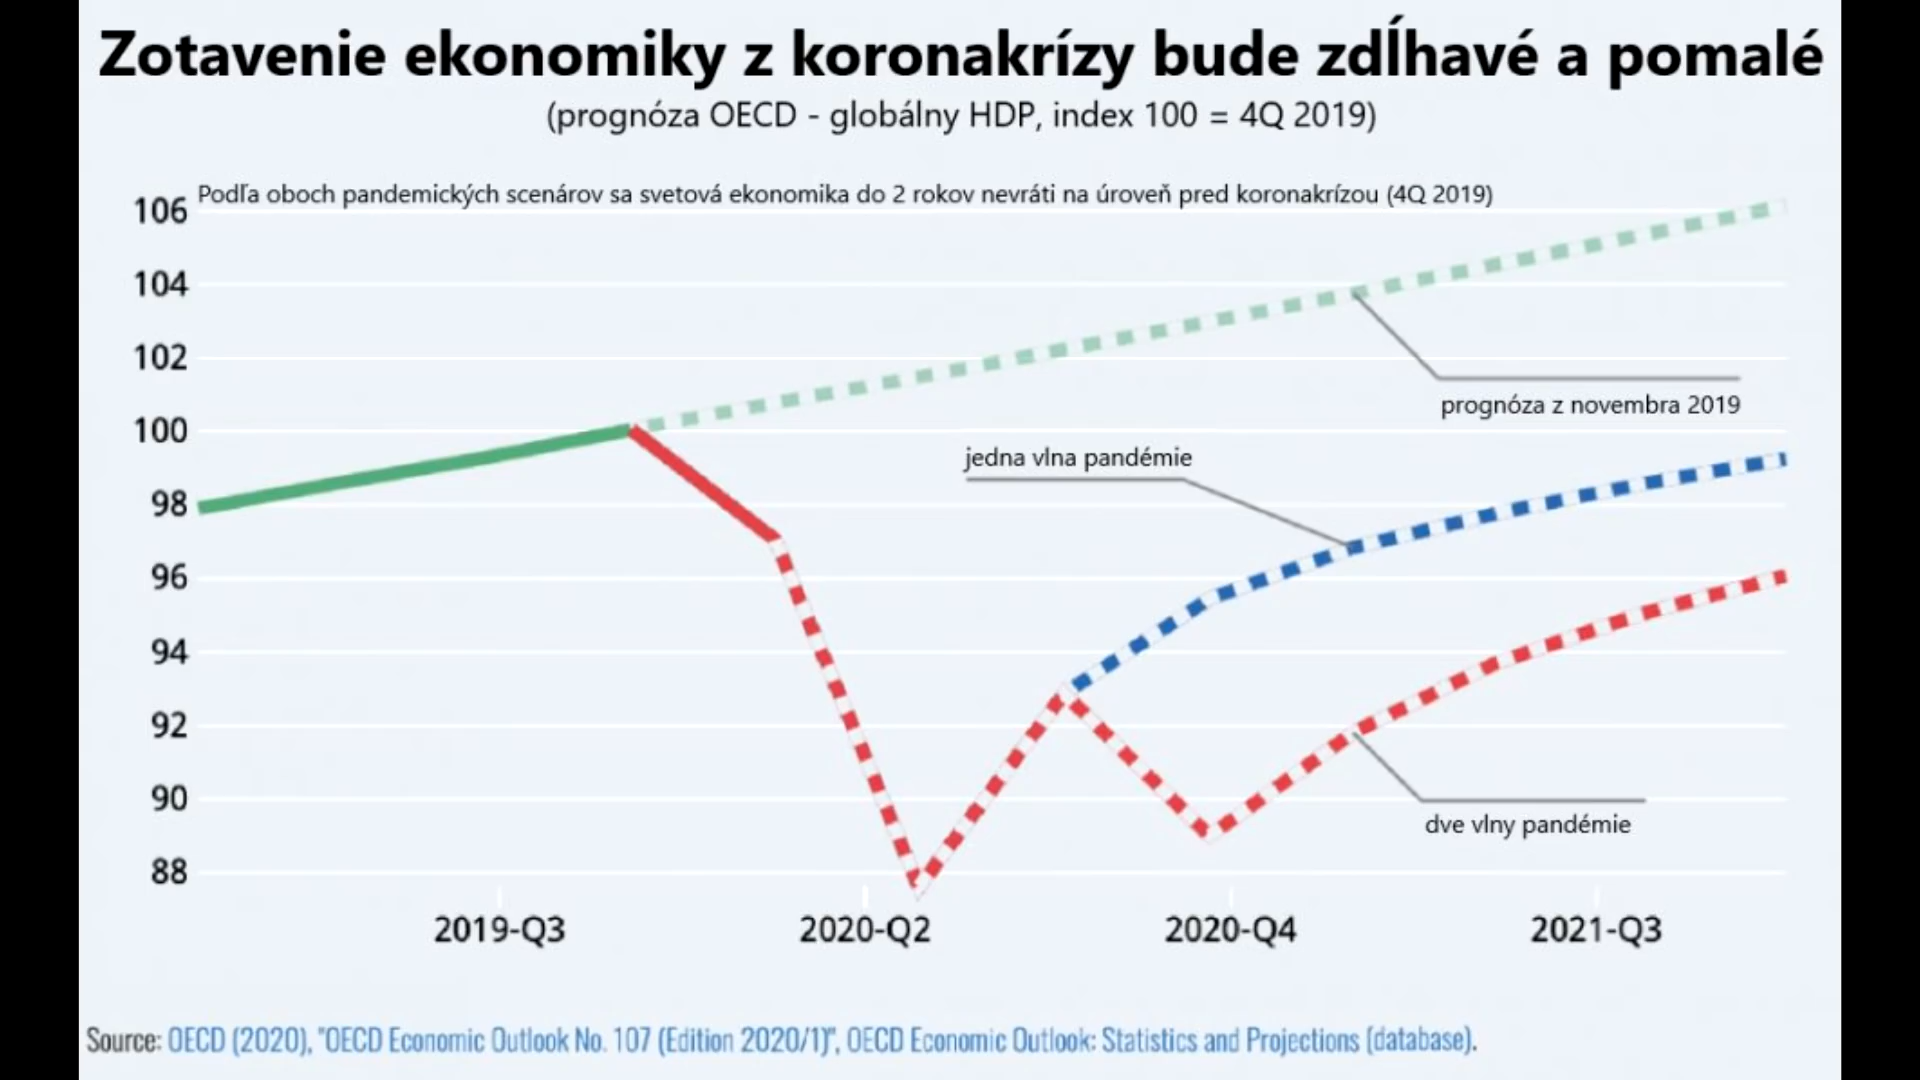 Zotavenie ekonomiky z koronakrízy bude zdĺhavé a pomalé
(prognóza OECD - globálny HDP, index 100 = 4Q 2019)
Podľa oboch pandemických scenárov sa svetová ekonomika do 2 rokov nevráti na úroveň pred koronakrízou (4Q 2019)
106
104
102
prognóza z novembra 2019
100
jedna vlna pandémie
98
96
94
92
90
dve vlny pandémie
88
2019-Q3 2020-Q2 2020-Q4 2021-Q3
Source: OECD (2020), "OECD Economic Outlook No. 107 (Edition 2020/1)", OECD Economic Outlook: Statistics and Projections (database).